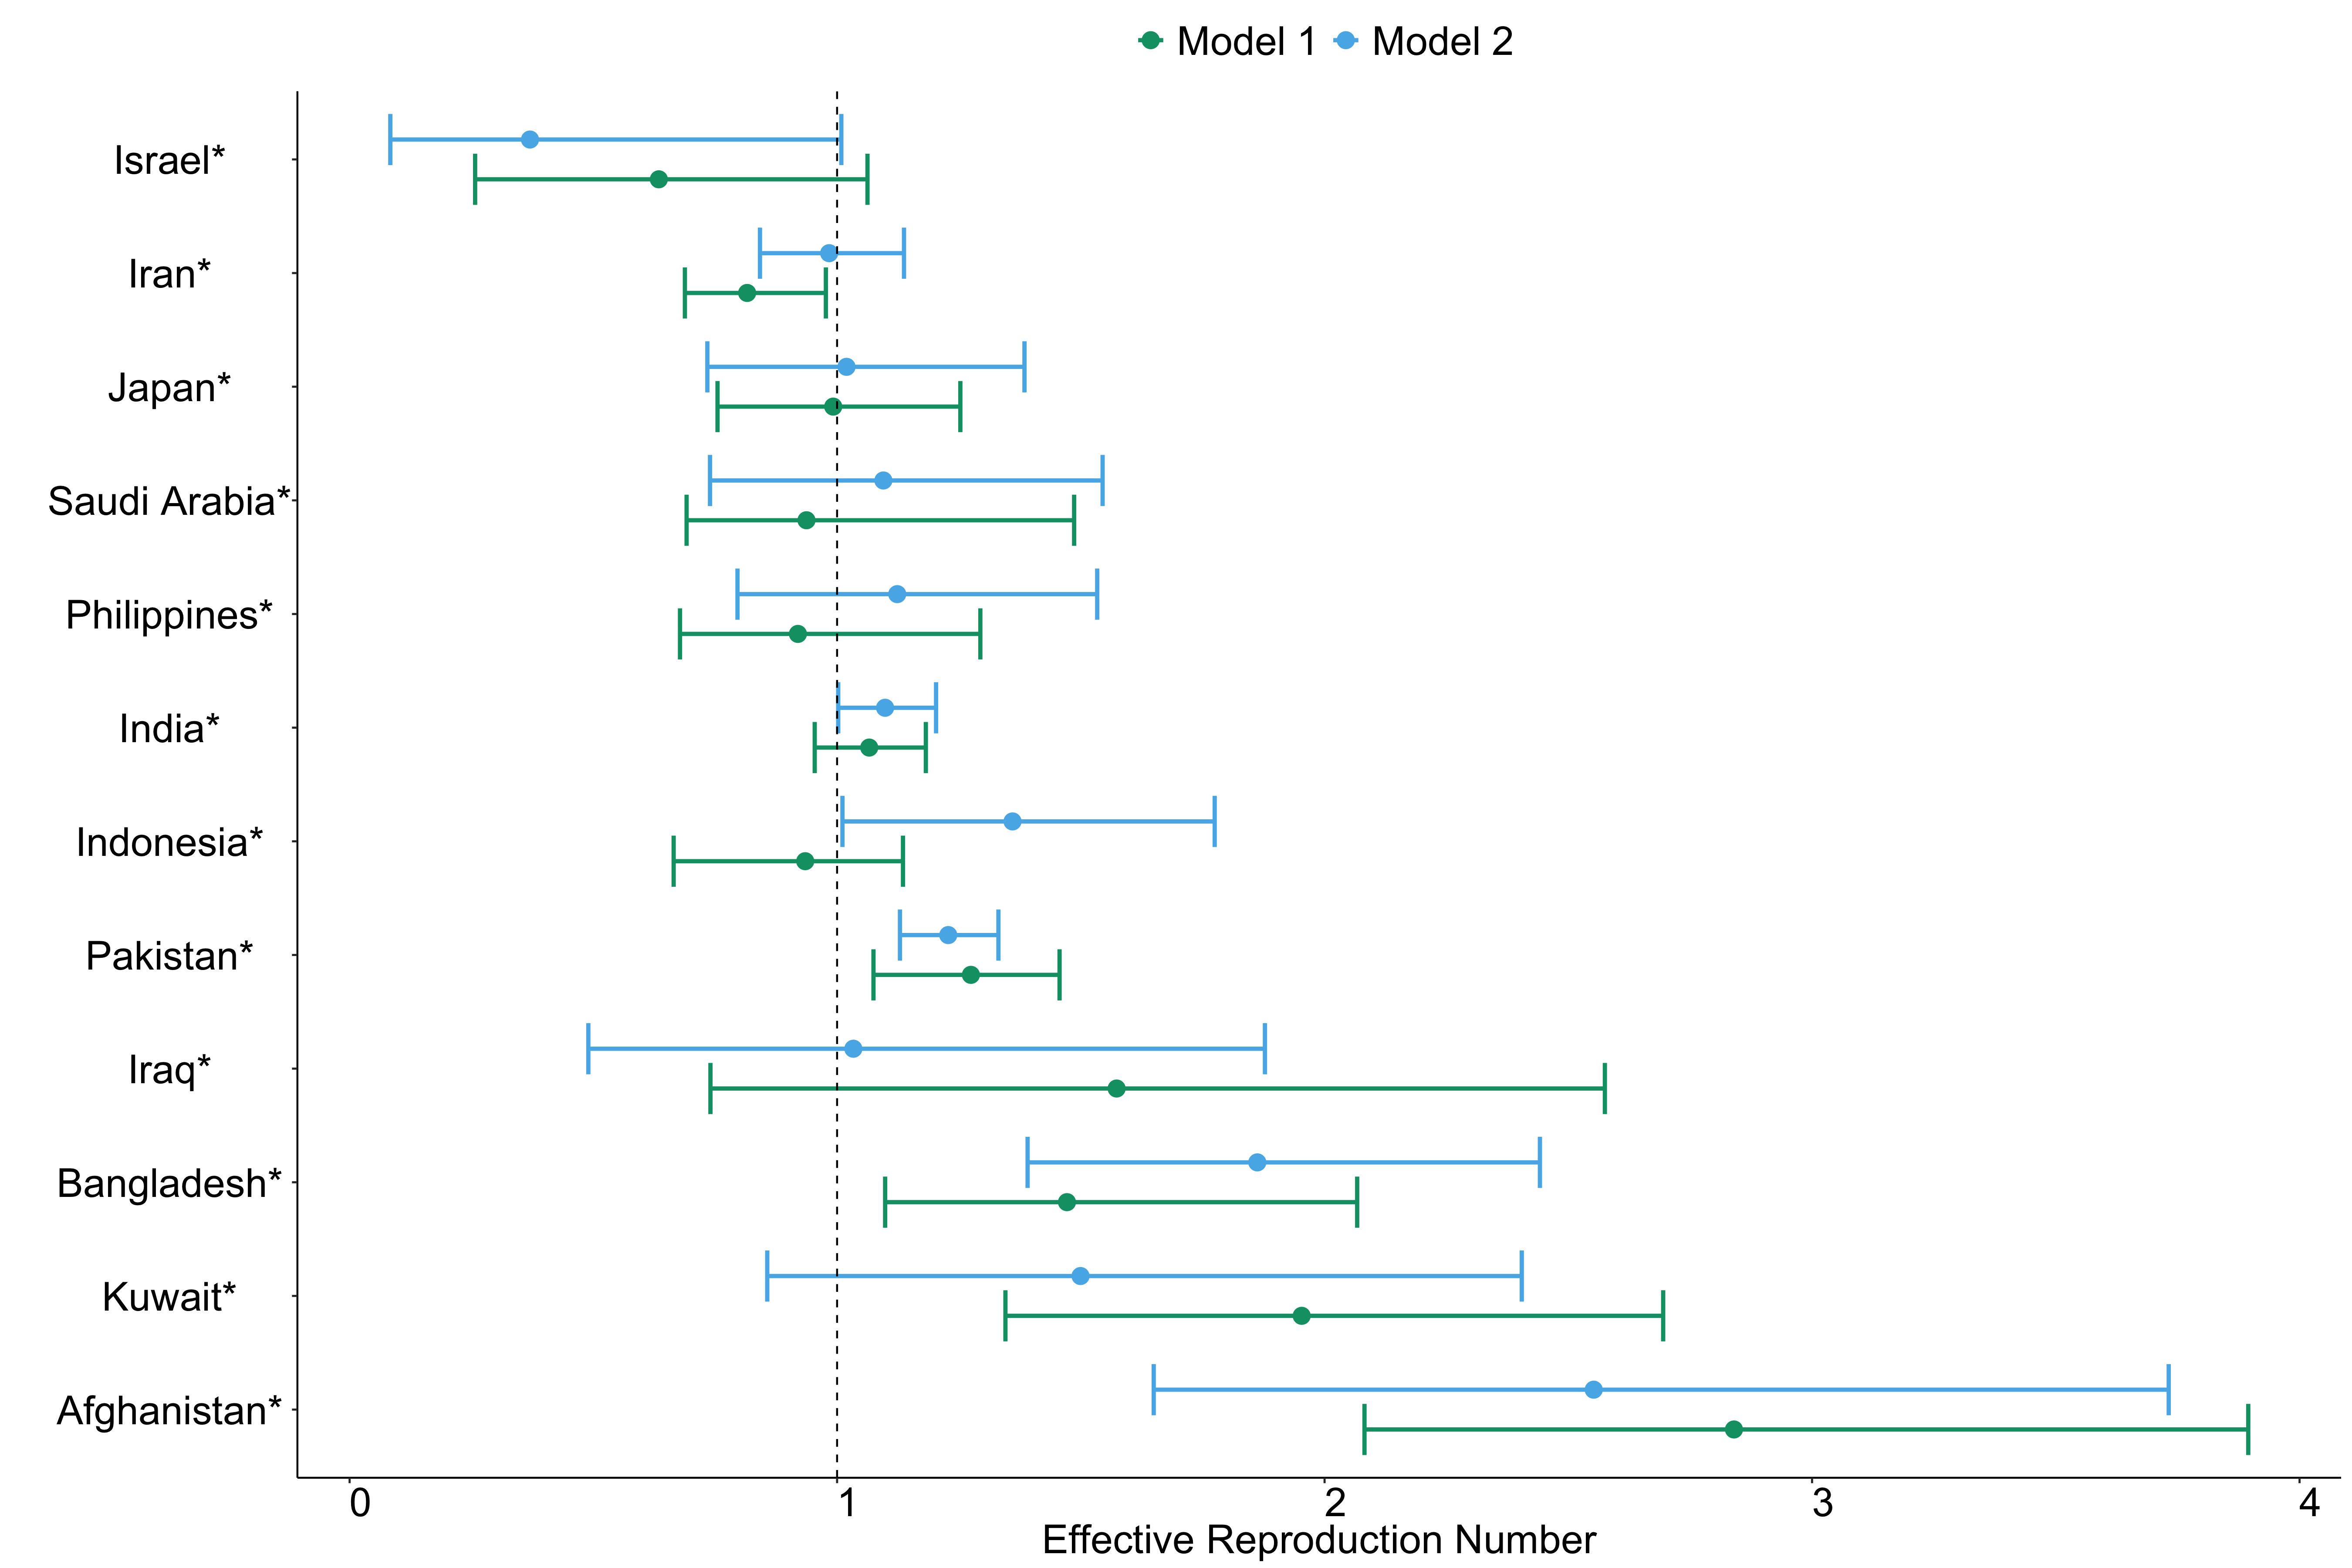 Model 1 Model 2
Israel*
Iran*
Japan*
Saudi Arabia*
Philippines*
India*
Indonesia*
Pakistan*
Iraq*
Bangladesh*
Kuwait*
Afghanistan*
0 1 2 3 4
Effective Reproduction Number